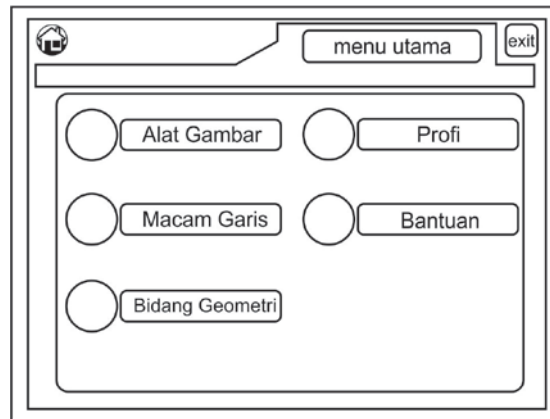 menu utama
exit
Alat Gambar
Profi
Macam Garis
Bantuan
Bidang Geometri